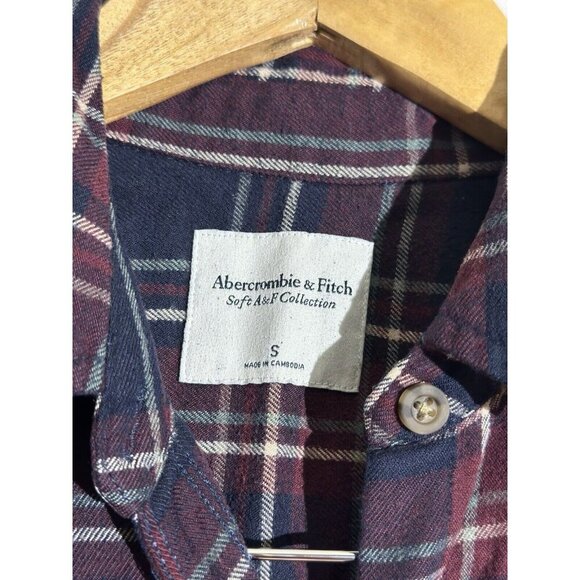 Abercrombie & Fitch
Soft A&F Collection
S
MADE IN CAMBODIA